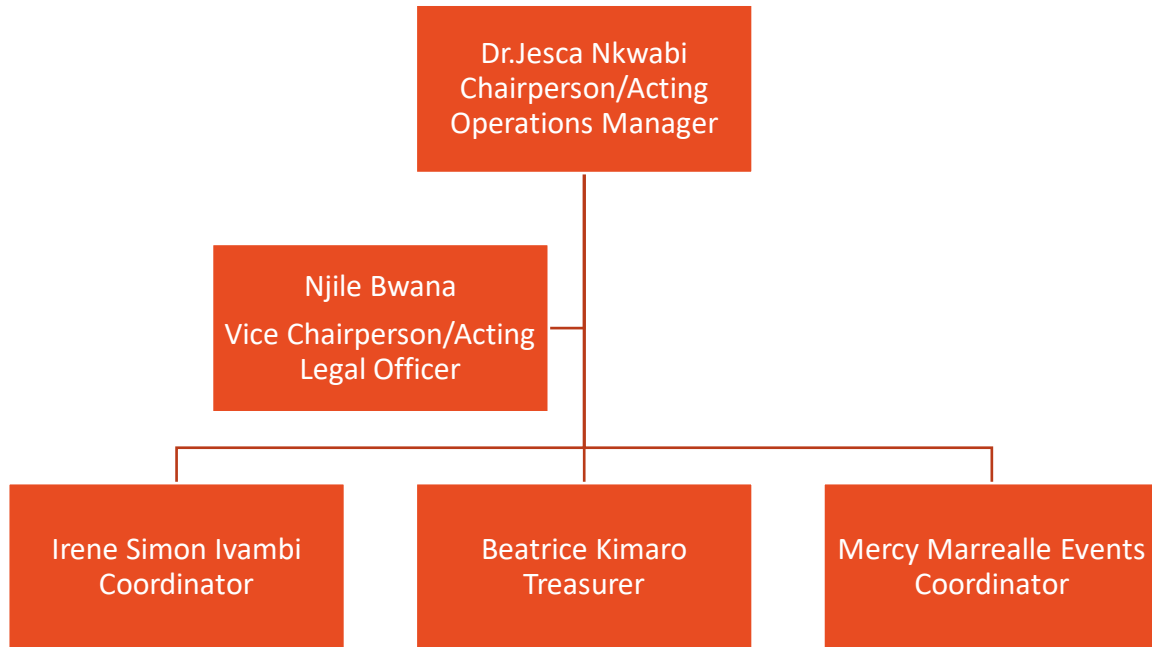 Dr.Jesca Nkwabi
Chairperson/Acting
Operations Manager
Njile Bwana
Vice Chairperson/Acting
Legal Officer
Irene Simon Ivambi
Coordinator
Beatrice Kimaro
Treasurer
Mercy Marrealle Events
Coordinator